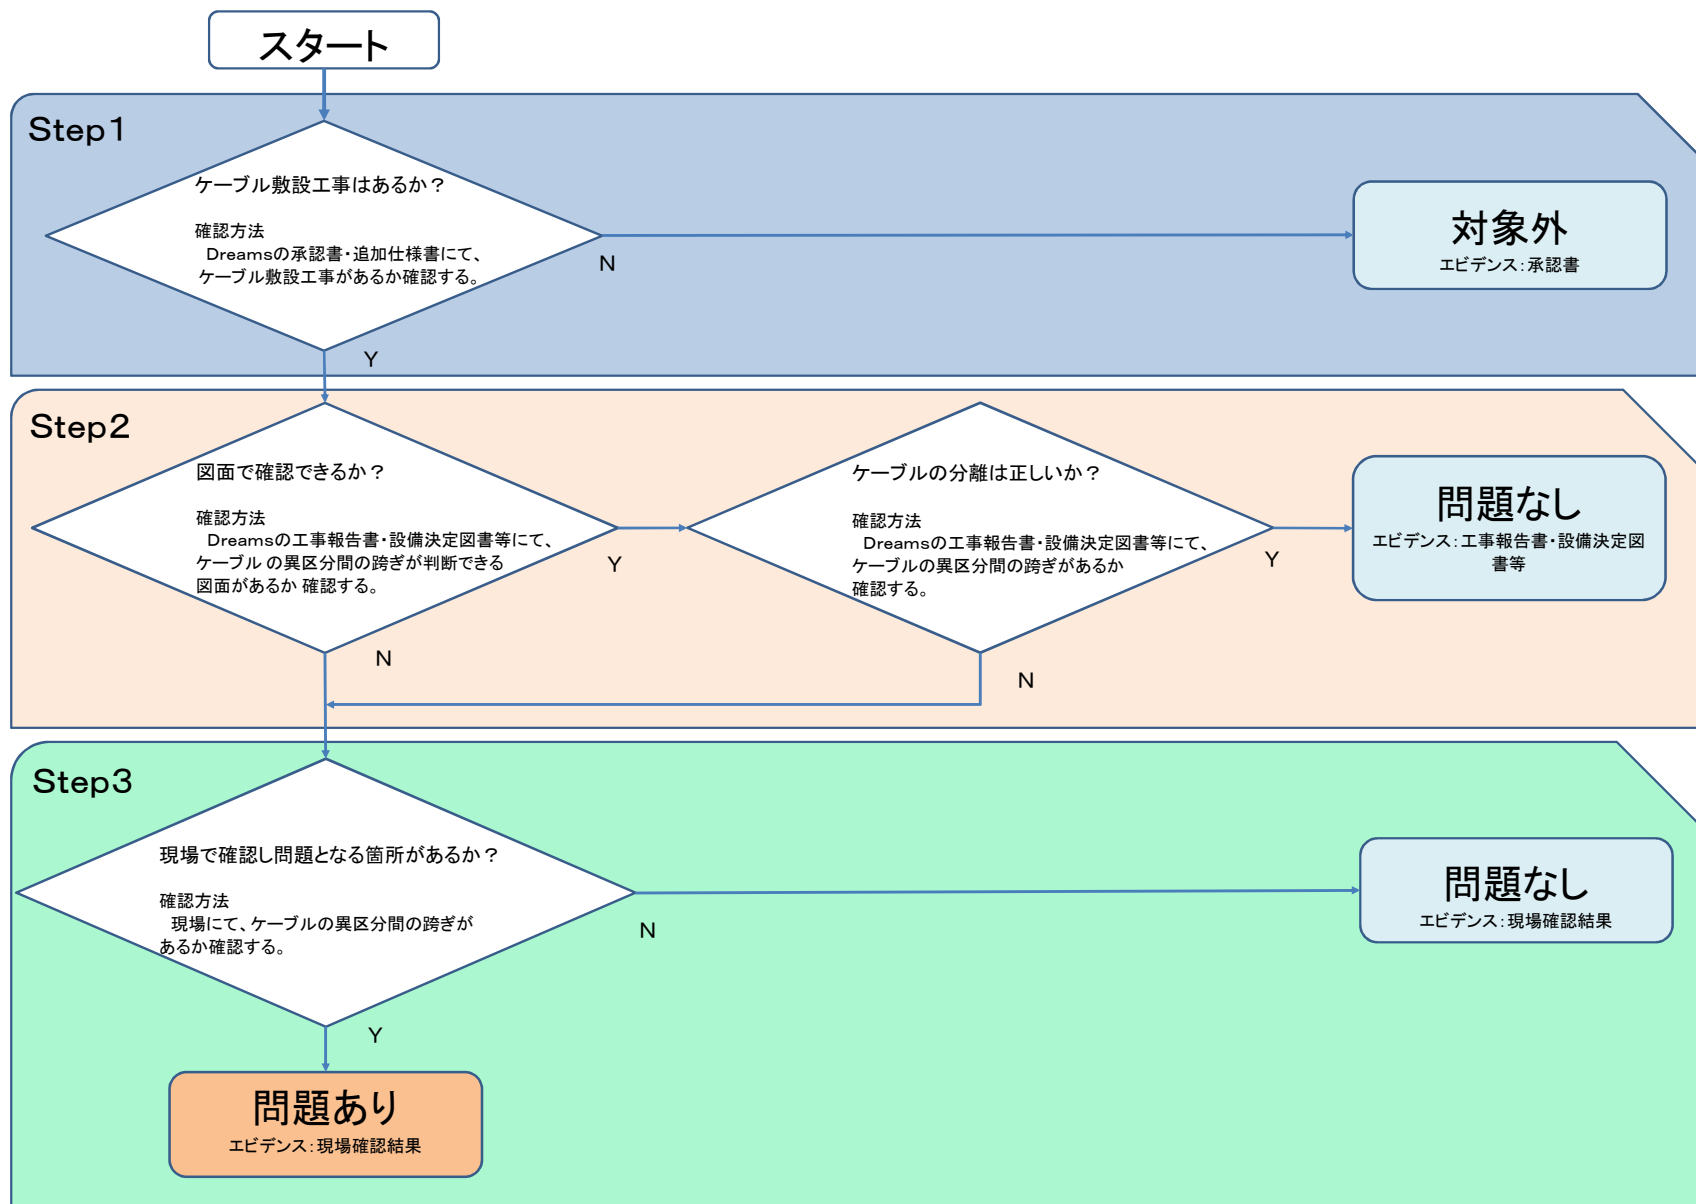 スタート
Step1
ケーブル敷設工事はあるか？
確認方法
Dreamsの承認書・追加仕様書にて、
ケーブル敷設工事があるか確認する。
N
Y
対象外
エビデンス：承認書
Step2
図面で確認できるか？
確認方法
Dreamsの工事報告書・設備決定図書等にて、
ケーブル の異区分間の跨ぎが判断できる
図面があるか 確認する。
Y
N
ケーブルの分離は正しいか？
確認方法
Dreamsの工事報告書・設備決定図書等にて、
ケーブルの異区分間の跨ぎがあるか
確認する。
Y
N
問題なし
エビデンス：工事報告書・設備決定図
書等
Step3
現場で確認し問題となる箇所があるか？
確認方法
現場にて、ケーブルの異区分間の跨ぎが
あるか確認する。
N
Y
問題なし
エビデンス：現場確認結果
問題あり
エビデンス：現場確認結果